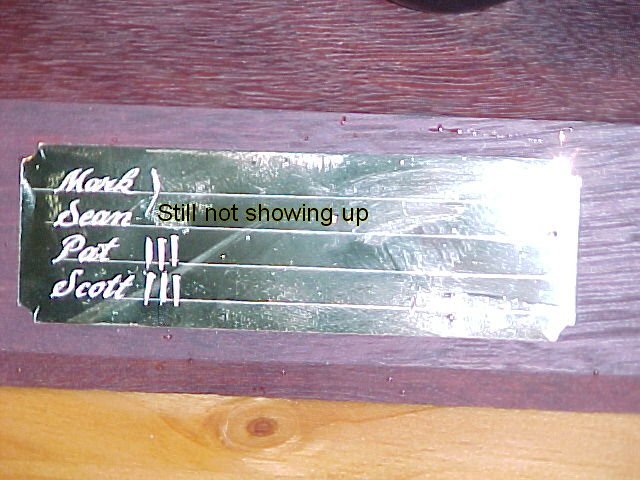 Mark |
Sean
Still not showing up
Pat |||
Scott |||